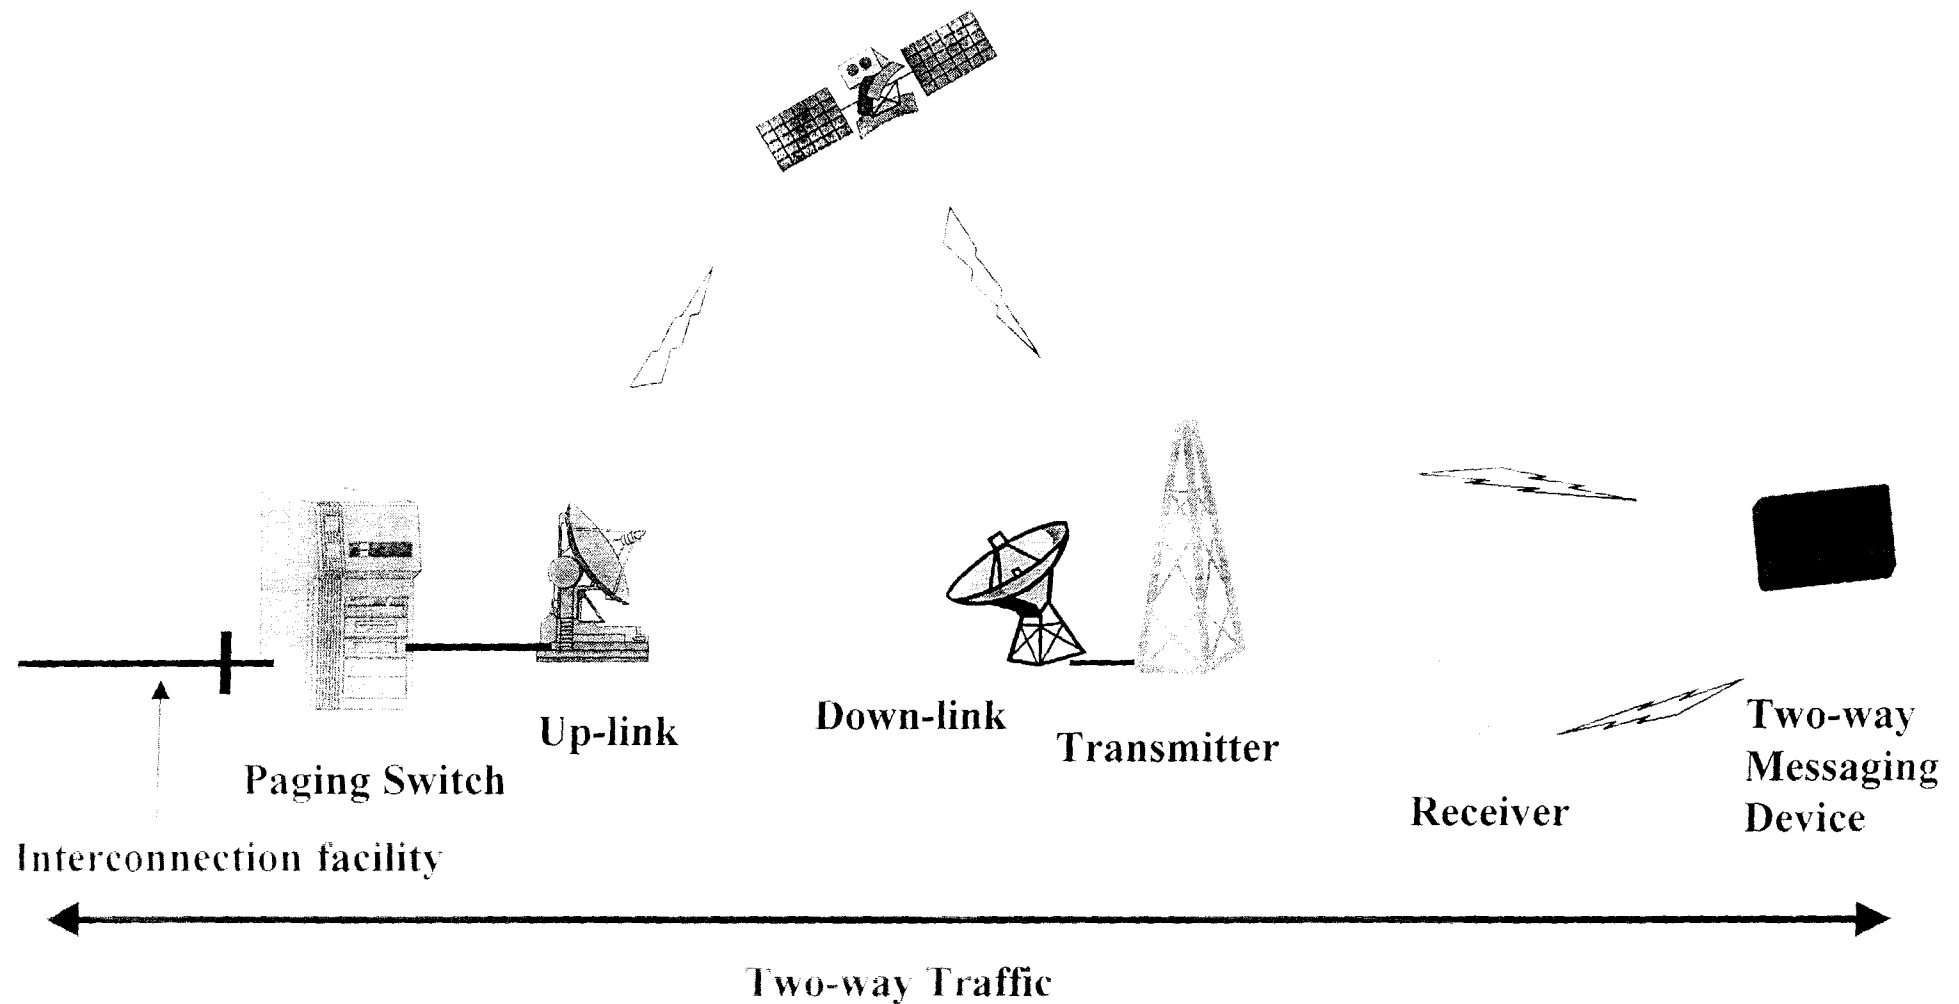 Up-link
Down-link
Transmitter
Paging Switch
Receiver
Two-way
Messaging
Device
Interconnection facility
Two-way Traffic